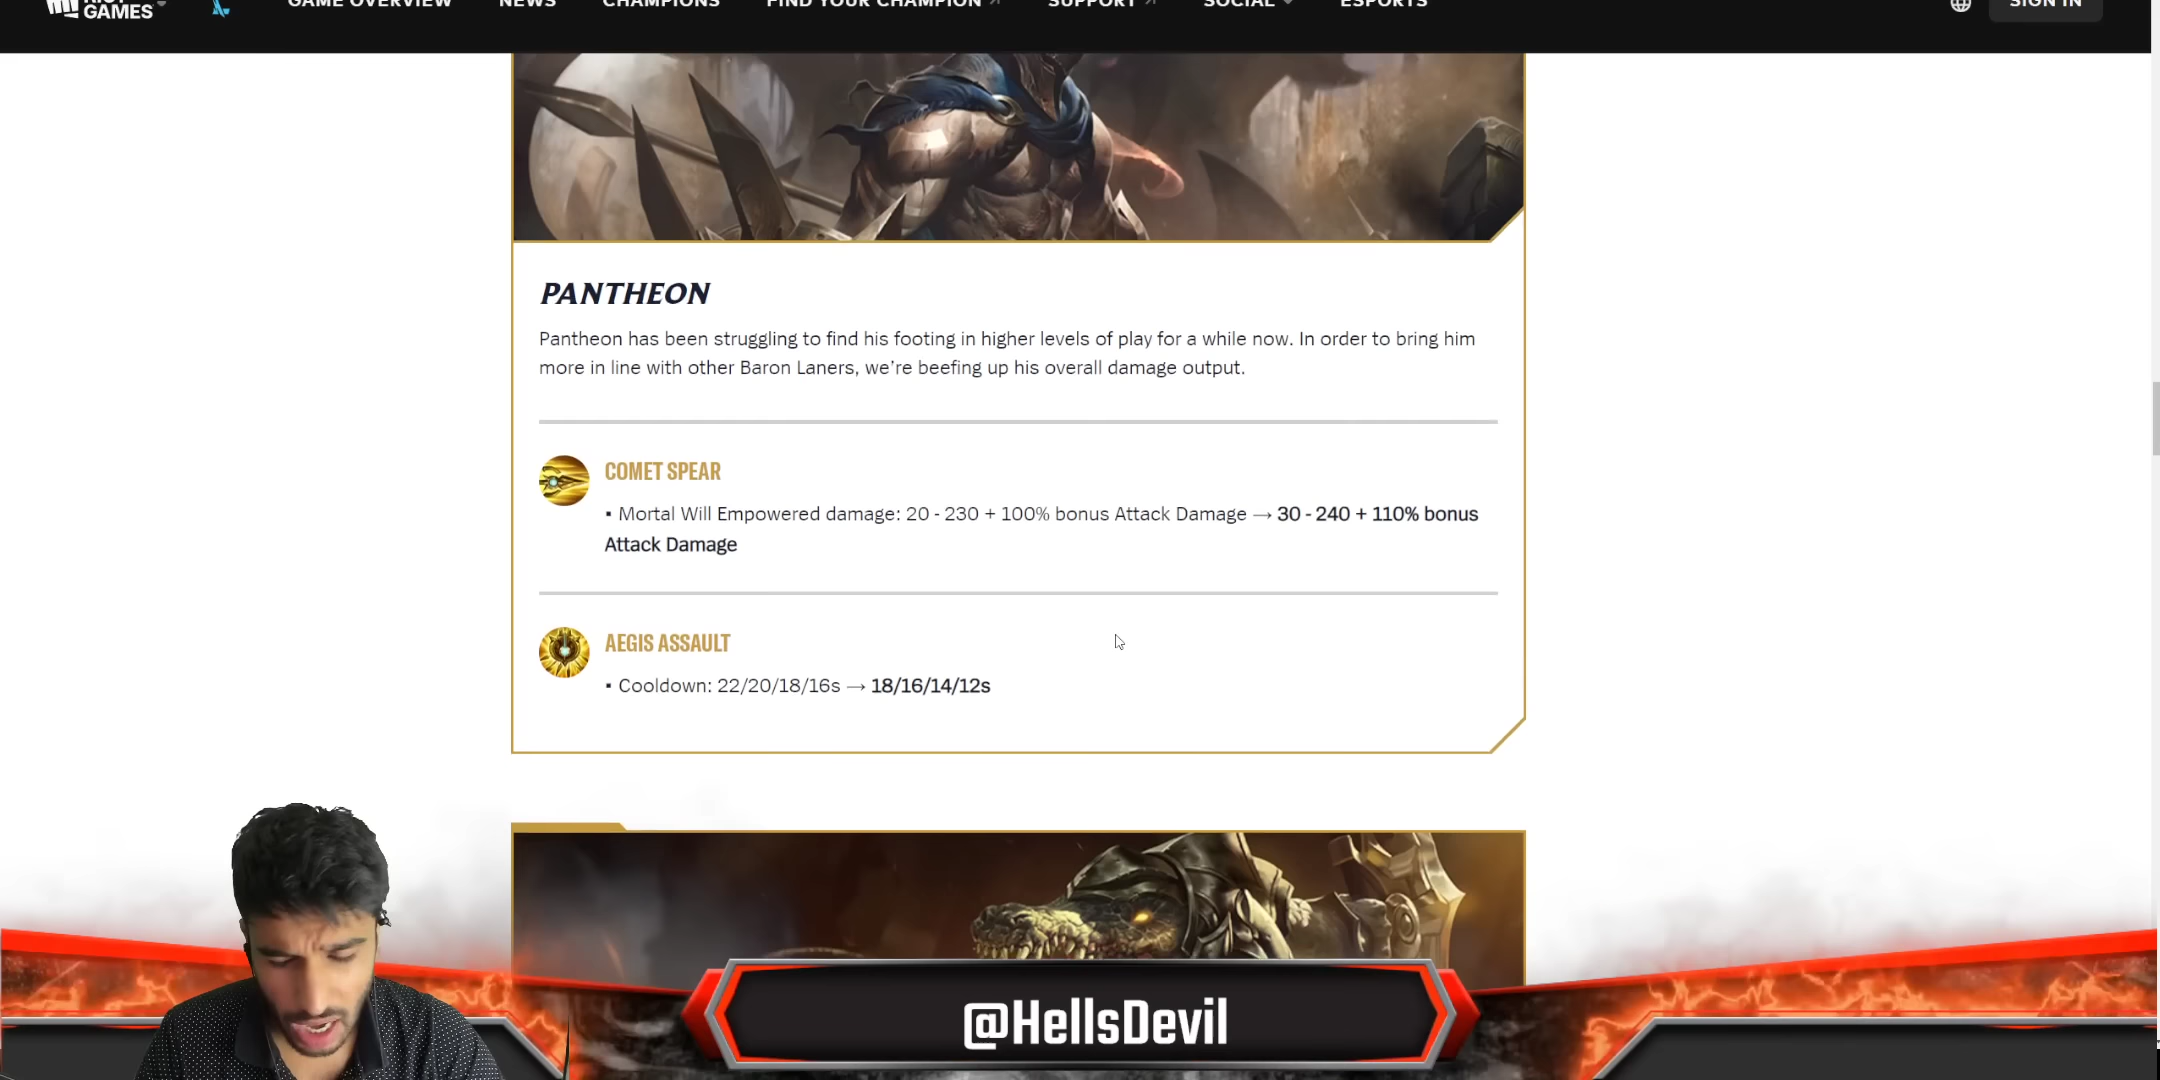 RIOT
GAMES
GAME OVERVIEW NEWS CHAMPIONS FIND YOUR CHAMPION SUPPORT SOCIAL ESPORTS SIGN IN
PANTHEON
Pantheon has been struggling to find his footing in higher levels of play for a while now. In order to bring him
more in line with other Baron Laners, we’re beefing up his overall damage output.
COMET SPEAR
▪ Mortal Will Empowered damage: 20 - 230 + 100% bonus Attack Damage → 30 - 240 + 110% bonus
Attack Damage
AEGIS ASSAULT
▪ Cooldown: 22/20/18/16s → 18/16/14/12s
@HellsDevil